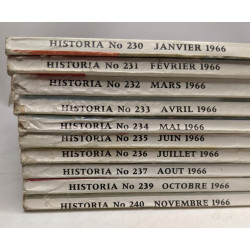 HISTORIA No 230 JANVIER 1966
HISTORIA No 231 FÉVRIER 1966
HISTORIA No 232 MARS 1966
HISTORIA No 233 AVRIL 1966
HISTORIA No 234 MAI 1966
HISTORIA No 235 JUIN 1966
HISTORIA No 236 JUILLET 1966
HISTORIA No 237 AOUT 1966
HISTORIA No 239 OCTOBRE 1966
HISTORIA No 240 NOVEMBRE 1966